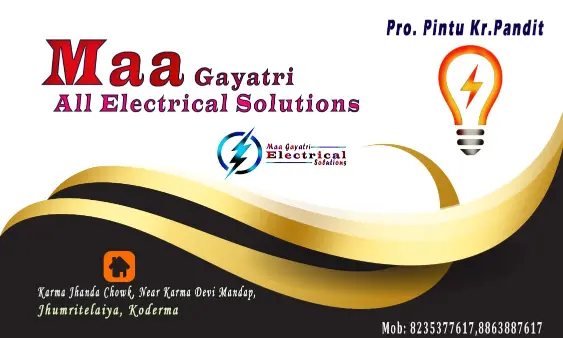 Pro. Pintu Kr.Pandit
Maa Gayatri
All Electrical Solutions
Maa Gayatri
Electrical
Solutions
Karma Jhanda Chowk, Near Karma Devi Mandap,
Jhumritelaiya, Koderma
Mob: 8235377617,8863887617